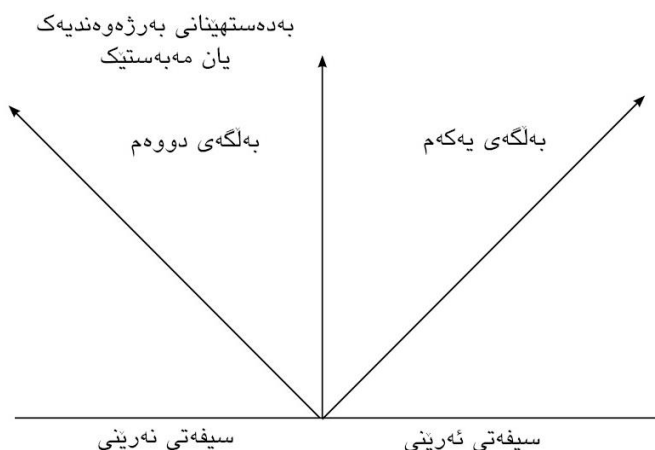 بەدەستهێنانی بەرژەوەندیەک
یان مەبەستێک
بەڵگەی یەکەم
بەڵگەی دووەم
سیفەتی ئەرێنی
سیفەتی نەرێنی